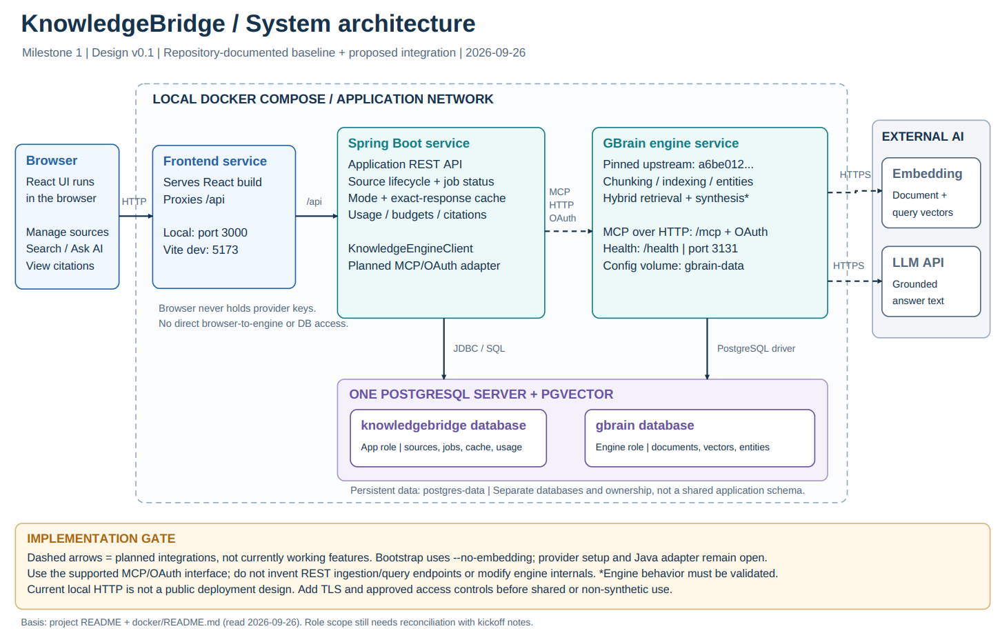 KnowledgeBridge / System architecture
Milestone 1 | Design v0.1 | Repository-documented baseline + proposed integration | 2026-09-26
LOCAL DOCKER COMPOSE / APPLICATION NETWORK
Browser
React UI runs
in the browser
Manage sources
Search / Ask AI
View citations
HTTP
Frontend service
Serves React build
Proxies /api
Local: port 3000
Vite dev: 5173
Browser never holds provider keys.
No direct browser-to-engine or DB access.
/api
Spring Boot service
Application REST API
Source lifecycle + job status
Mode + exact-response cache
Usage / budgets / citations
KnowledgeEngineClient
Planned MCP/OAuth adapter
MCP
HTTP
OAuth
GBrain engine service
Pinned upstream: a6be012...
Chunking / indexing / entities
Hybrid retrieval + synthesis*
MCP over HTTP: /mcp + OAuth
Health: /health | port 3131
Config volume: gbrain-data
HTTPS
HTTPS
EXTERNAL AI
Embedding
Document +
query vectors
LLM API
Grounded
answer text
JDBC / SQL
PostgreSQL driver
ONE POSTGRESQL SERVER + PGVECTOR
knowledgebridge database
App role | sources, jobs, cache, usage
gbrain database
Engine role | documents, vectors, entities
Persistent data: postgres-data | Separate databases and ownership, not a shared application schema.
IMPLEMENTATION GATE
Dashed arrows = planned integrations, not currently working features. Bootstrap uses --no-embedding; provider setup and Java adapter remain open.
Use the supported MCP/OAuth interface; do not invent REST ingestion/query endpoints or modify engine internals. *Engine behavior must be validated.
Current local HTTP is not a public deployment design. Add TLS and approved access controls before shared or non-synthetic use.
Basis: project README + docker/README.md (read 2026-09-26). Role scope still needs reconciliation with kickoff notes.